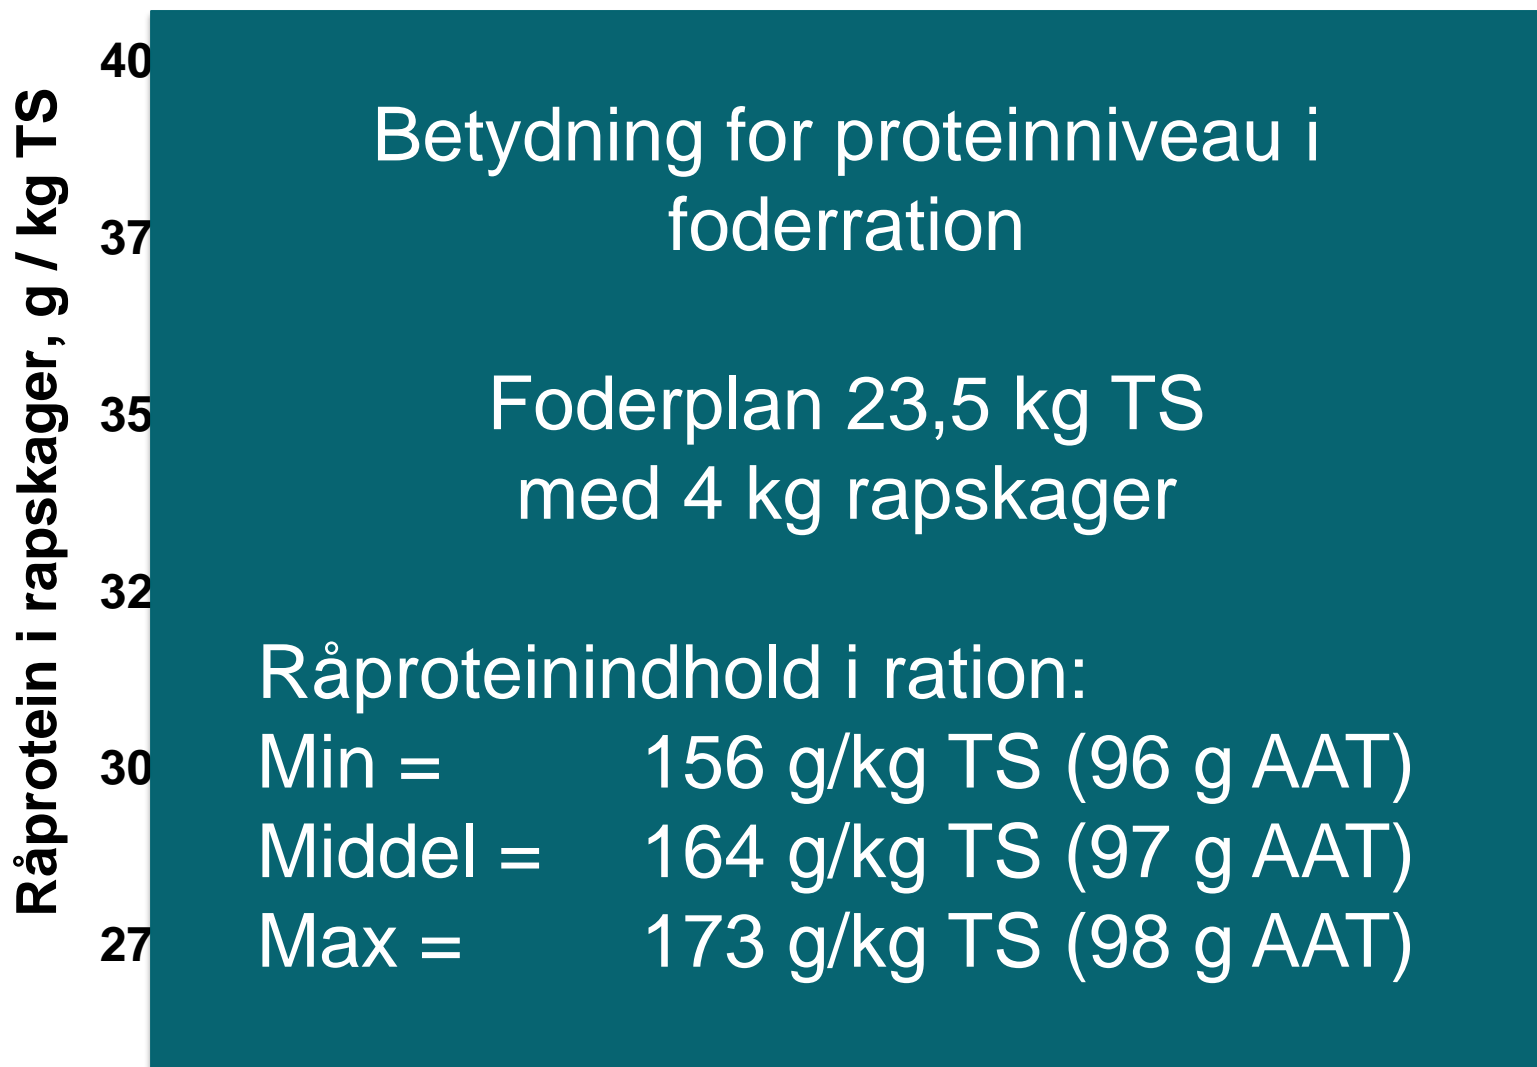 Råprotein i rapskager, g / kg TS
40
37
35
32
30
27
Betydning for proteinniveau i
foderration
Foderplan 23,5 kg TS
med 4 kg rapskager
Råproteinindhold i ration:
Min = 156 g/kg TS (96 g AAT)
Middel = 164 g/kg TS (97 g AAT)
Max = 173 g/kg TS (98 g AAT)